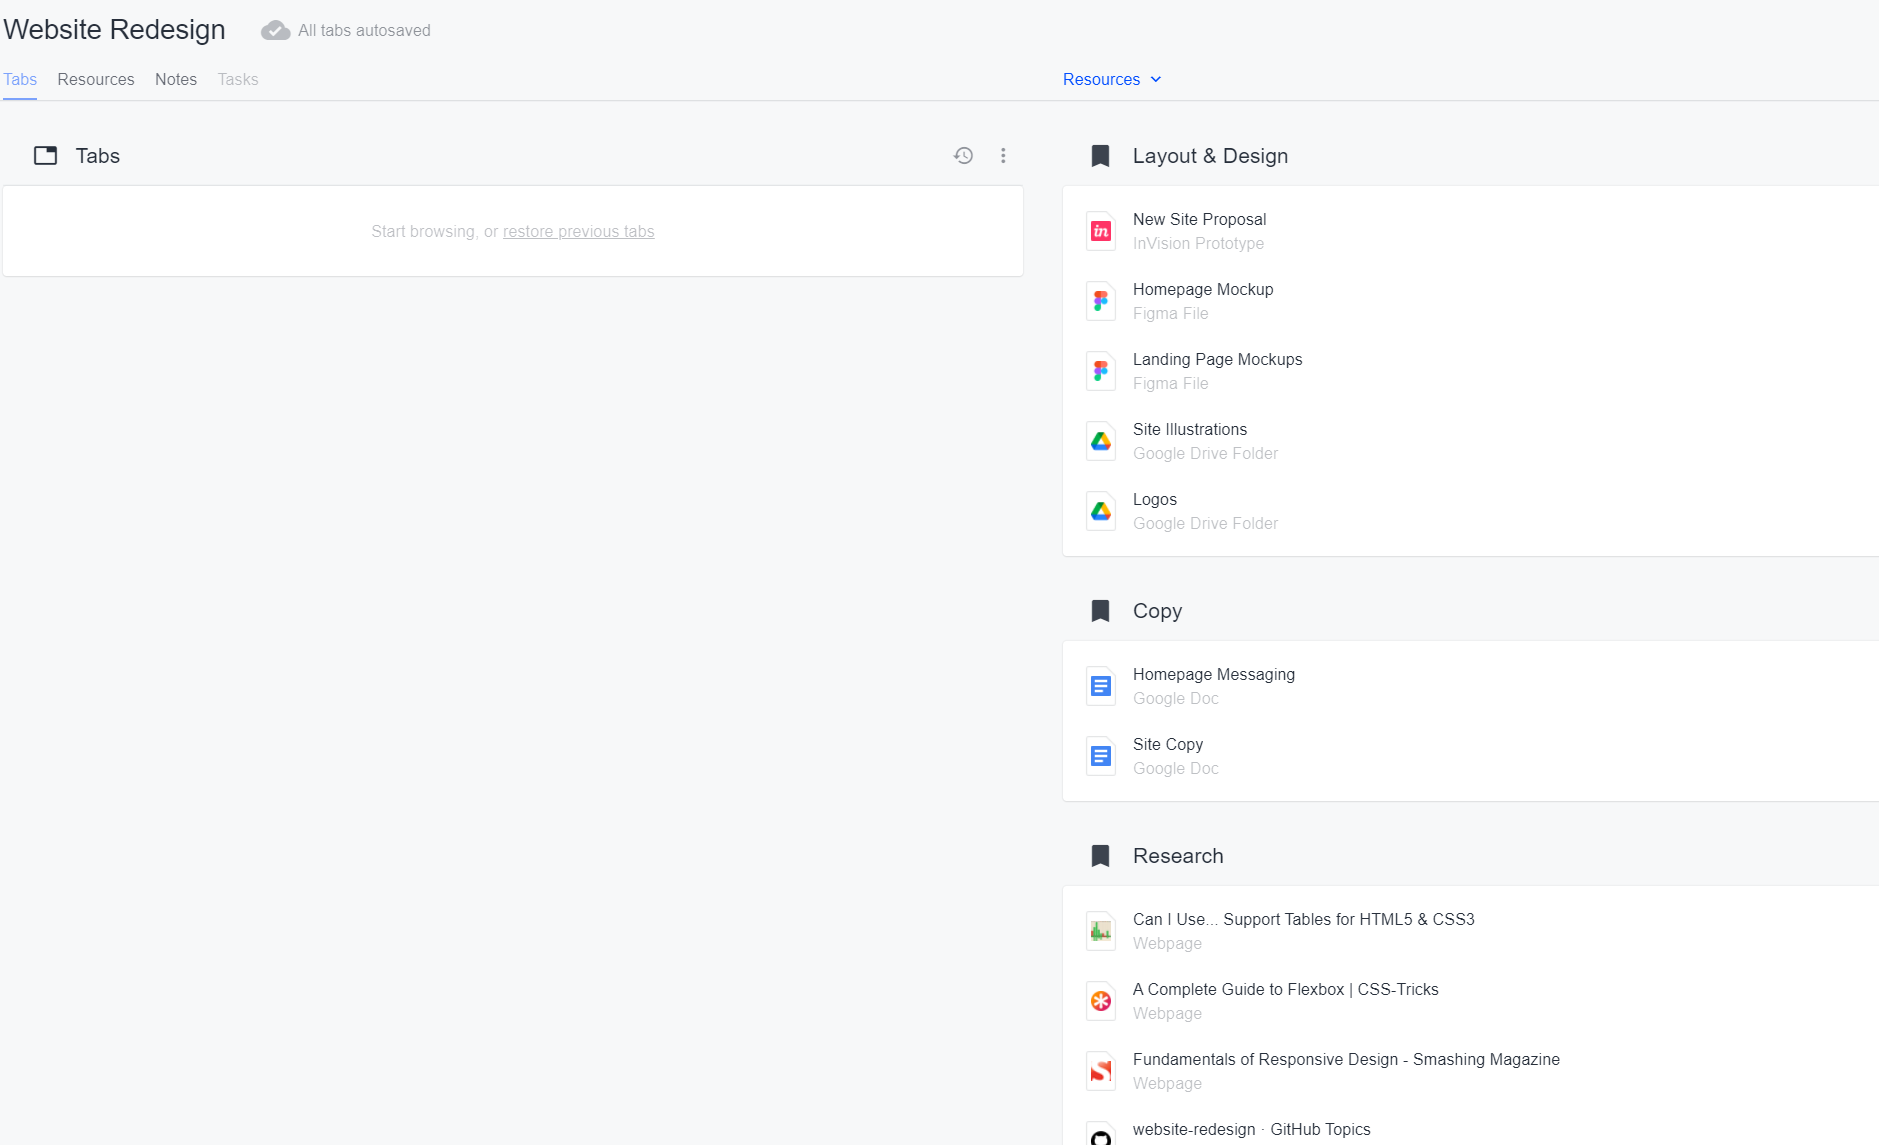 Website Redesign
All tabs autosaved
Tabs Resources Notes Tasks
Resources
Tabs
Start browsing, or restore previous tabs
Layout & Design
in
New Site Proposal
InVision Prototype
Homepage Mockup
Figma File
Landing Page Mockups
Figma File
Site Illustrations
Google Drive Folder
Logos
Google Drive Folder
Copy
Homepage Messaging
Google Doc
Site Copy
Google Doc
Research
Can I Use... Support Tables for HTML5 & CSS3
Webpage
A Complete Guide to Flexbox | CSS-Tricks
Webpage
Fundamentals of Responsive Design - Smashing Magazine
Webpage
website-redesign · GitHub Topics